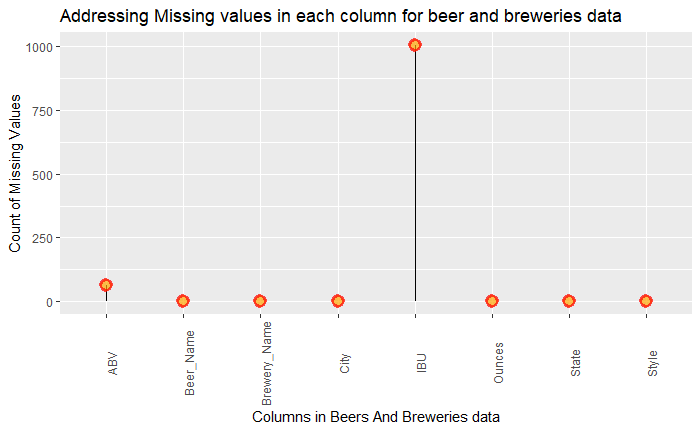 Addressing Missing values in each column for beer and breweries data
Count of Missing Values
1000
750
500
250
0
ABV
Beer_Name
Brewery_Name
City
IBU
Ounces
State
Style
Columns in Beers And Breweries data